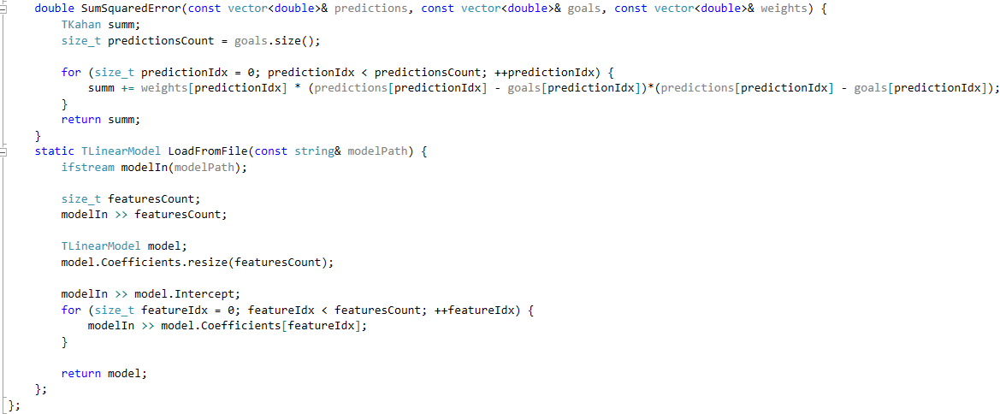 double SumSquaredError(const vector<double>& predictions, const vector<double>& goals, const vector<double>& weights) {
TKahan summ;
size_t predictionsCount = goals.size();
for (size_t predictionIdx = 0; predictionIdx < predictionsCount; ++predictionIdx) {
summ += weights[predictionIdx] * (predictions[predictionIdx] - goals[predictionIdx])*(predictions[predictionIdx] - goals[predictionIdx]);
}
return summ;
}
static TLinearModel LoadFromFile(const string& modelPath) {
ifstream modelIn(modelPath);
size_t featuresCount;
modelIn >> featuresCount;
TLinearModel model;
model.Coefficients.resize(featuresCount);
modelIn >> model.Intercept;
for (size_t featureIdx = 0; featureIdx < featuresCount; ++featureIdx) {
modelIn >> model.Coefficients[featureIdx];
}
return model;
};
};